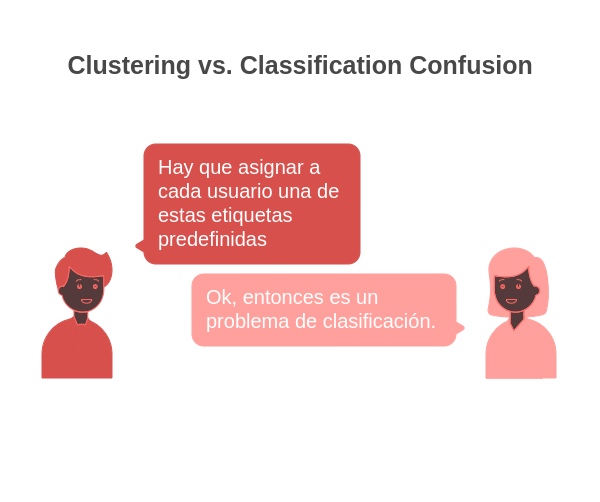 Clustering vs. Classification Confusion
Hay que asignar a
cada usuario una de
estas etiquetas
predefinidas
Ok, entonces es un
problema de clasificación.